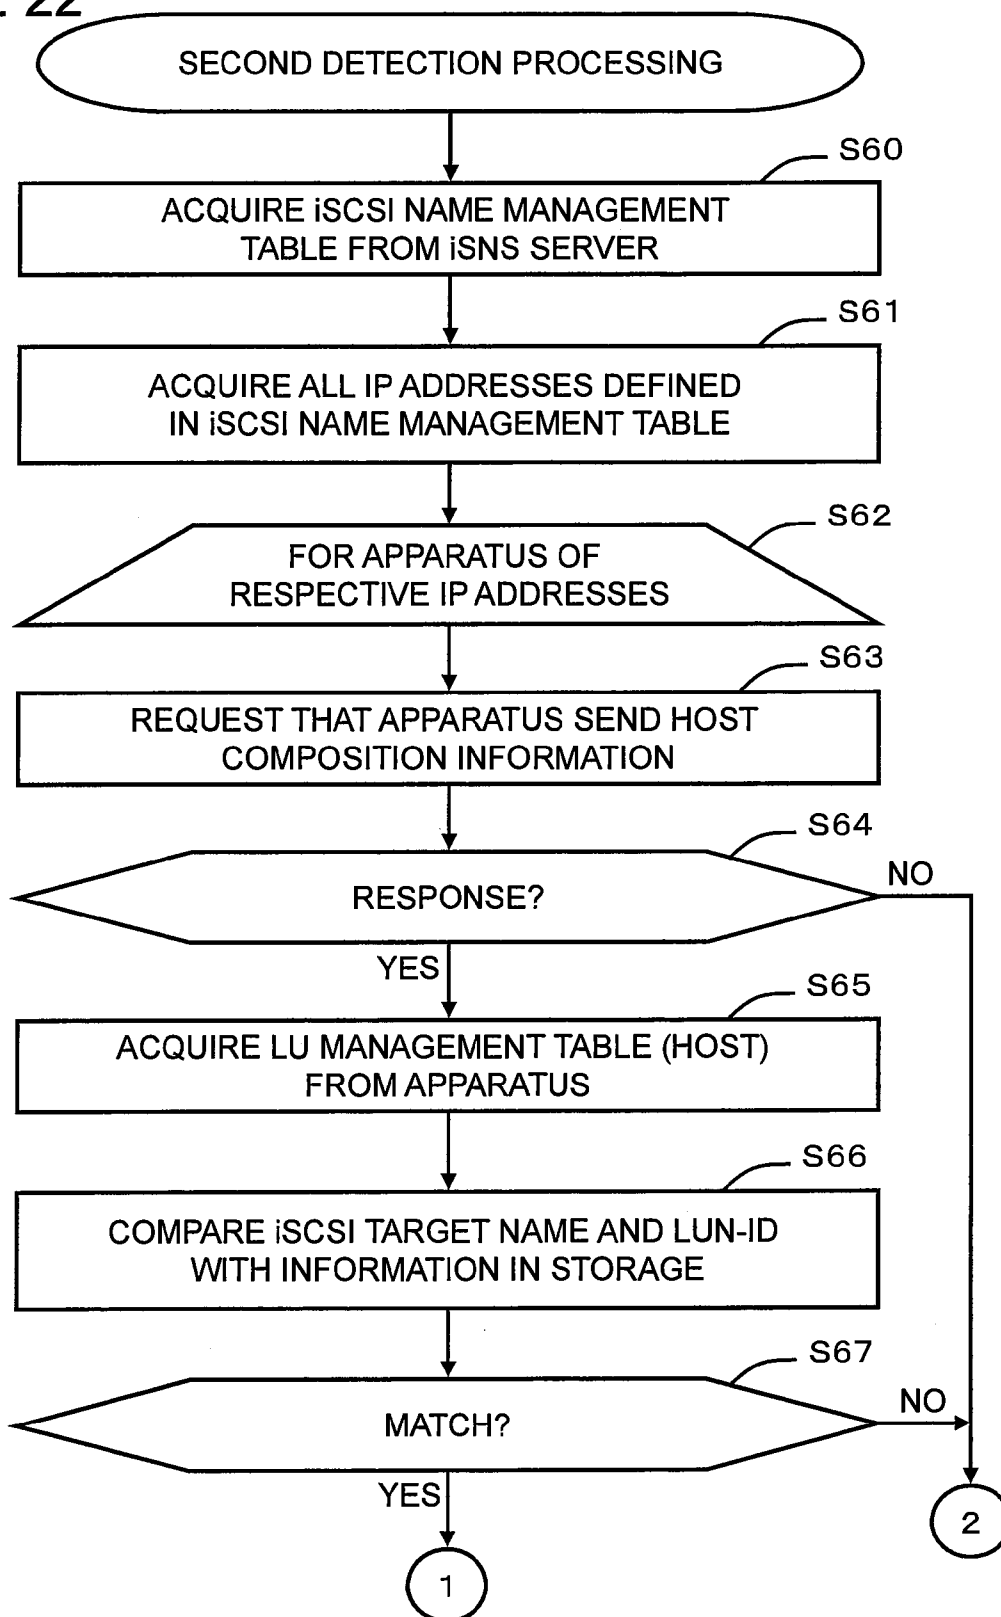 22
SECOND DETECTION PROCESSING
S60
ACQUIRE iSCSI NAME MANAGEMENT
TABLE FROM iSNS SERVER
S61
ACQUIRE ALL IP ADDRESSES DEFINED
IN iSCSI NAME MANAGEMENT TABLE
S62
FOR APPARATUS OF
RESPECTIVE IP ADDRESSES
S63
REQUEST THAT APPARATUS SEND HOST
COMPOSITION INFORMATION
S64
RESPONSE?
NO
YES
S65
ACQUIRE LU MANAGEMENT TABLE (HOST)
FROM APPARATUS
S66
COMPARE iSCSI TARGET NAME AND LUN-ID
WITH INFORMATION IN STORAGE
S67
MATCH?
NO
YES
2
1